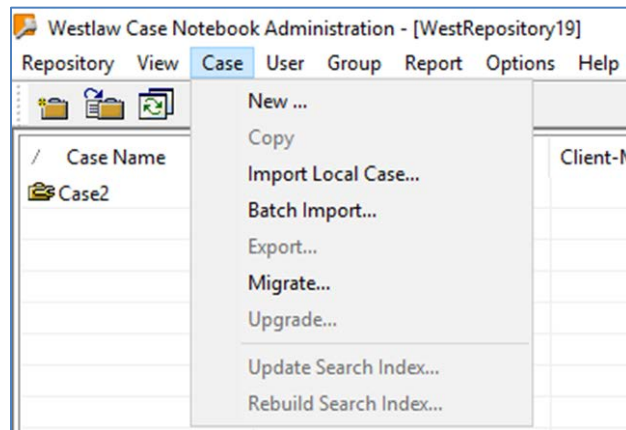 Westlaw Case Notebook Administration - [WestRepository19]
Repository View Case User Group Report Options Help
New ...
Copy
/ Case Name Client-
Import Local Case...
Case2
Batch Import...
Export...
Migrate...
Upgrade...
Update Search Index...
Rebuild Search Index...